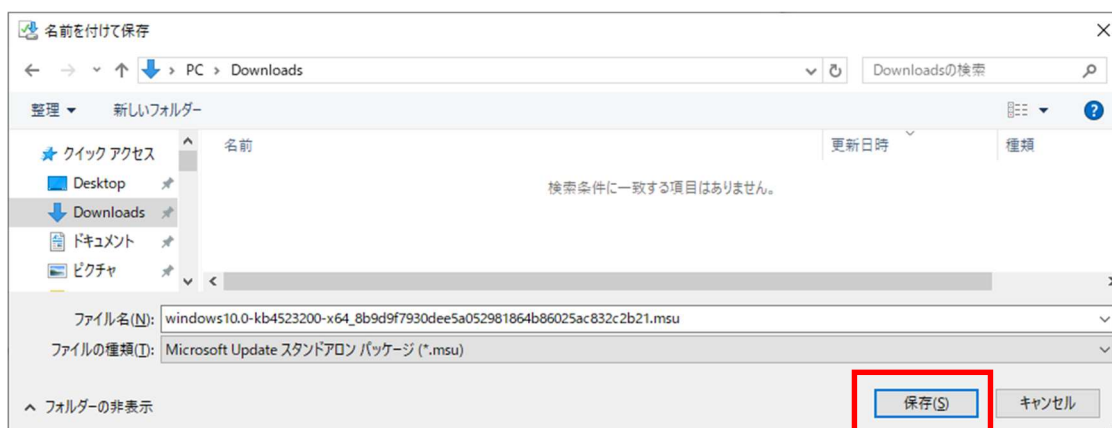 名前を付けて保存
PC > Downloads
Downloadsの検索
整理
新しいフォルダー
クイック アクセス
Desktop
Downloads
ドキュメント
ピクチャ
名前
更新日時
種類
検索条件に一致する項目はありません。
ファイル名(N): windows10.0-kb4523200-x64_8b9d9f7930dee5a052981864b86025ac832c2b21.msu
ファイルの種類(T): Microsoft Update スタンドアロン パッケージ (*.msu)
フォルダーの非表示
保存(S)
キャンセル